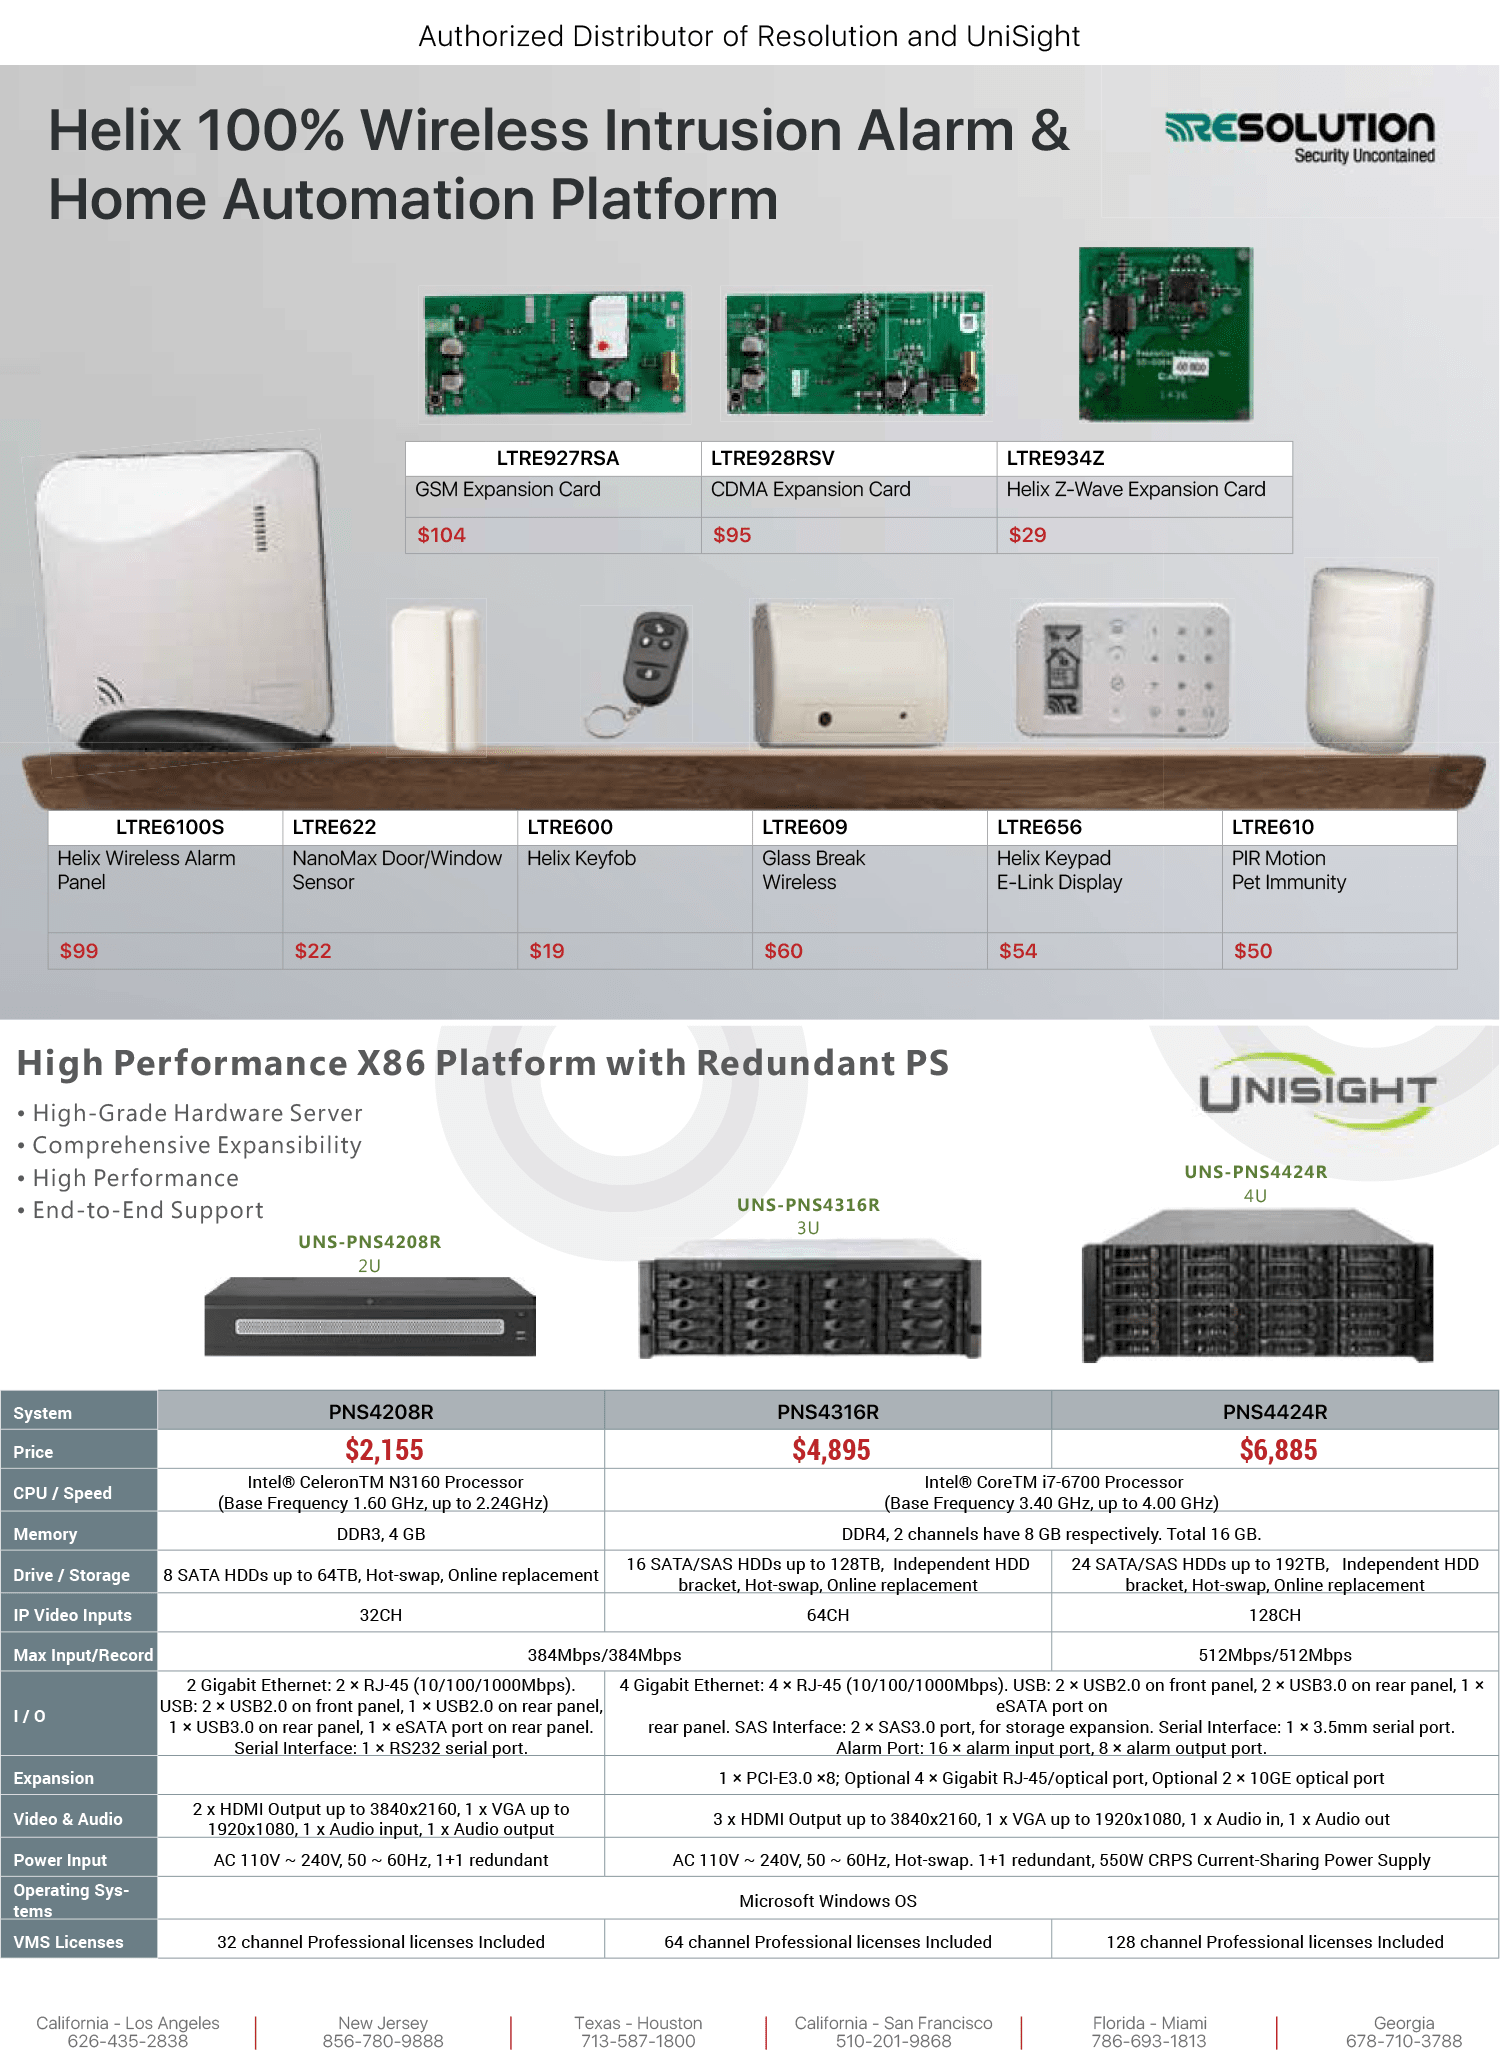 Authorized Distributor of Resolution and UniSight
Helix 100% Wireless Intrusion Alarm &
Home Automation Platform
RESOLUTION
Security Uncontained
LTRE927RSA
LTRE928RSV
LTRE934Z
GSM Expansion Card
CDMA Expansion Card
Helix Z-Wave Expansion Card
$104
$95
$29
LTRE6100S
LTRE622
LTRE600
LTRE609
LTRE656
LTRE610
Helix Wireless Alarm
Panel
NanoMax Door/Window
Sensor
Helix Keyfob
Glass Break
Wireless
Helix Keypad
E-Link Display
PIR Motion
Pet Immunity
$99
$22
$19
$60
$54
$50
High Performance X86 Platform with Redundant PS
UNISIGHT
• High-Grade Hardware Server
• Comprehensive Expansibility
• High Performance
• End-to-End Support
UNS-PNS4208R
2U
UNS-PNS4316R
3U
UNS-PNS4424R
4U
System
PNS4208R
PNS4316R
PNS4424R
Price
$2,155
$4,895
$6,885
CPU / Speed
Intel® CeleronTM N3160 Processor
(Base Frequency 1.60 GHz, up to 2.24GHz)
Intel® CoreTM i7-6700 Processor
(Base Frequency 3.40 GHz, up to 4.00 GHz)
Memory
DDR3, 4 GB
DDR4, 2 channels have 8 GB respectively. Total 16 GB.
Drive / Storage
8 SATA HDDs up to 64TB, Hot-swap, Online replacement
16 SATA/SAS HDDs up to 128TB, Independent HDD
bracket, Hot-swap, Online replacement
24 SATA/SAS HDDs up to 192TB, Independent HDD
bracket, Hot-swap, Online replacement
IP Video Inputs
32CH
64CH
128CH
Max Input/Record
384Mbps/384Mbps
512Mbps/512Mbps
I / O
2 Gigabit Ethernet: 2 × RJ-45 (10/100/1000Mbps).
USB: 2 × USB2.0 on front panel, 1 × USB2.0 on rear panel,
1 × USB3.0 on rear panel, 1 × eSATA port on rear panel.
Serial Interface: 1 × RS232 serial port.
4 Gigabit Ethernet: 4 × RJ-45 (10/100/1000Mbps). USB: 2 × USB2.0 on front panel, 2 × USB3.0 on rear panel, 1 ×
eSATA port on
rear panel. SAS Interface: 2 × SAS3.0 port, for storage expansion. Serial Interface: 1 × 3.5mm serial port.
Alarm Port: 16 × alarm input port, 8 × alarm output port.
Expansion
1 × PCI-E3.0 ×8; Optional 4 × Gigabit RJ-45/optical port, Optional 2 × 10GE optical port
Video & Audio
2 x HDMI Output up to 3840x2160, 1 x VGA up to
1920x1080, 1 x Audio input, 1 x Audio output
3 x HDMI Output up to 3840x2160, 1 x VGA up to 1920x1080, 1 x Audio in, 1 x Audio out
Power Input
AC 110V ~ 240V, 50 ~ 60Hz, 1+1 redundant
AC 110V ~ 240V, 50 ~ 60Hz, Hot-swap. 1+1 redundant, 550W CRPS Current-Sharing Power Supply
Operating Sys-
tems
Microsoft Windows OS
VMS Licenses
32 channel Professional licenses Included
64 channel Professional licenses Included
128 channel Professional licenses Included
California - Los Angeles
626-435-2838
New Jersey
856-780-9888
Texas - Houston
713-587-1800
California - San Francisco
510-201-9868
Florida - Miami
786-693-1813
Georgia
678-710-3788